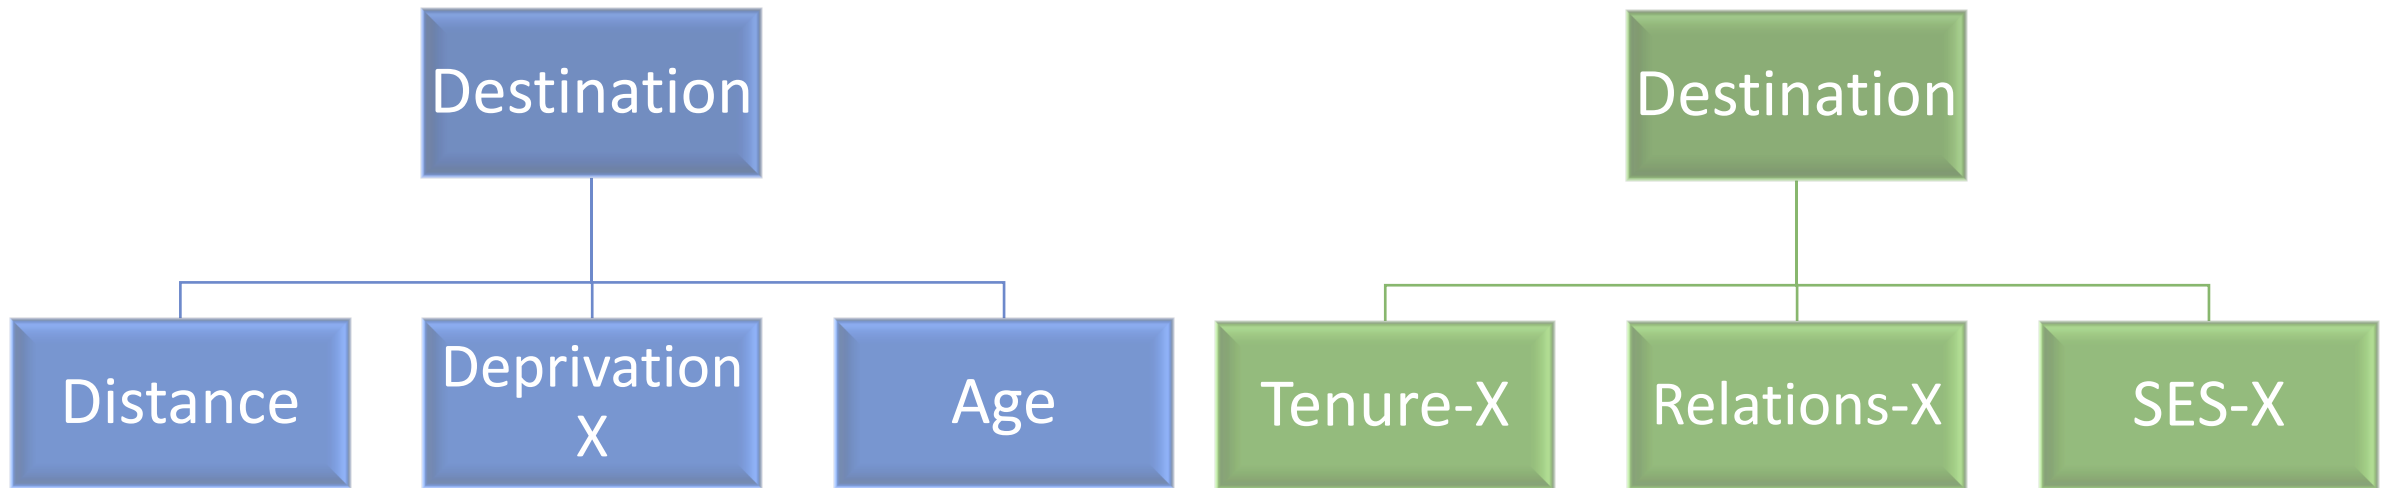 Destination
Distance
Deprivation
X
Age
Destination
Tenure-X
Relations-X
SES-X